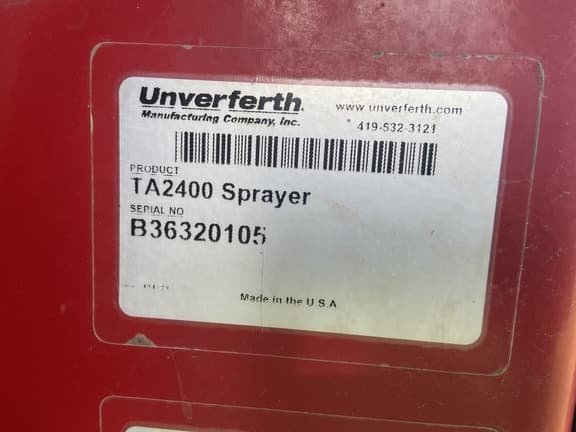 Unverferth
Manufacturing Company, Inc.
www.unverferth.com
419-532-3121
PRODUCT
TA2400 Sprayer
SERIAL NO
B36320105
Made in the U.S.A